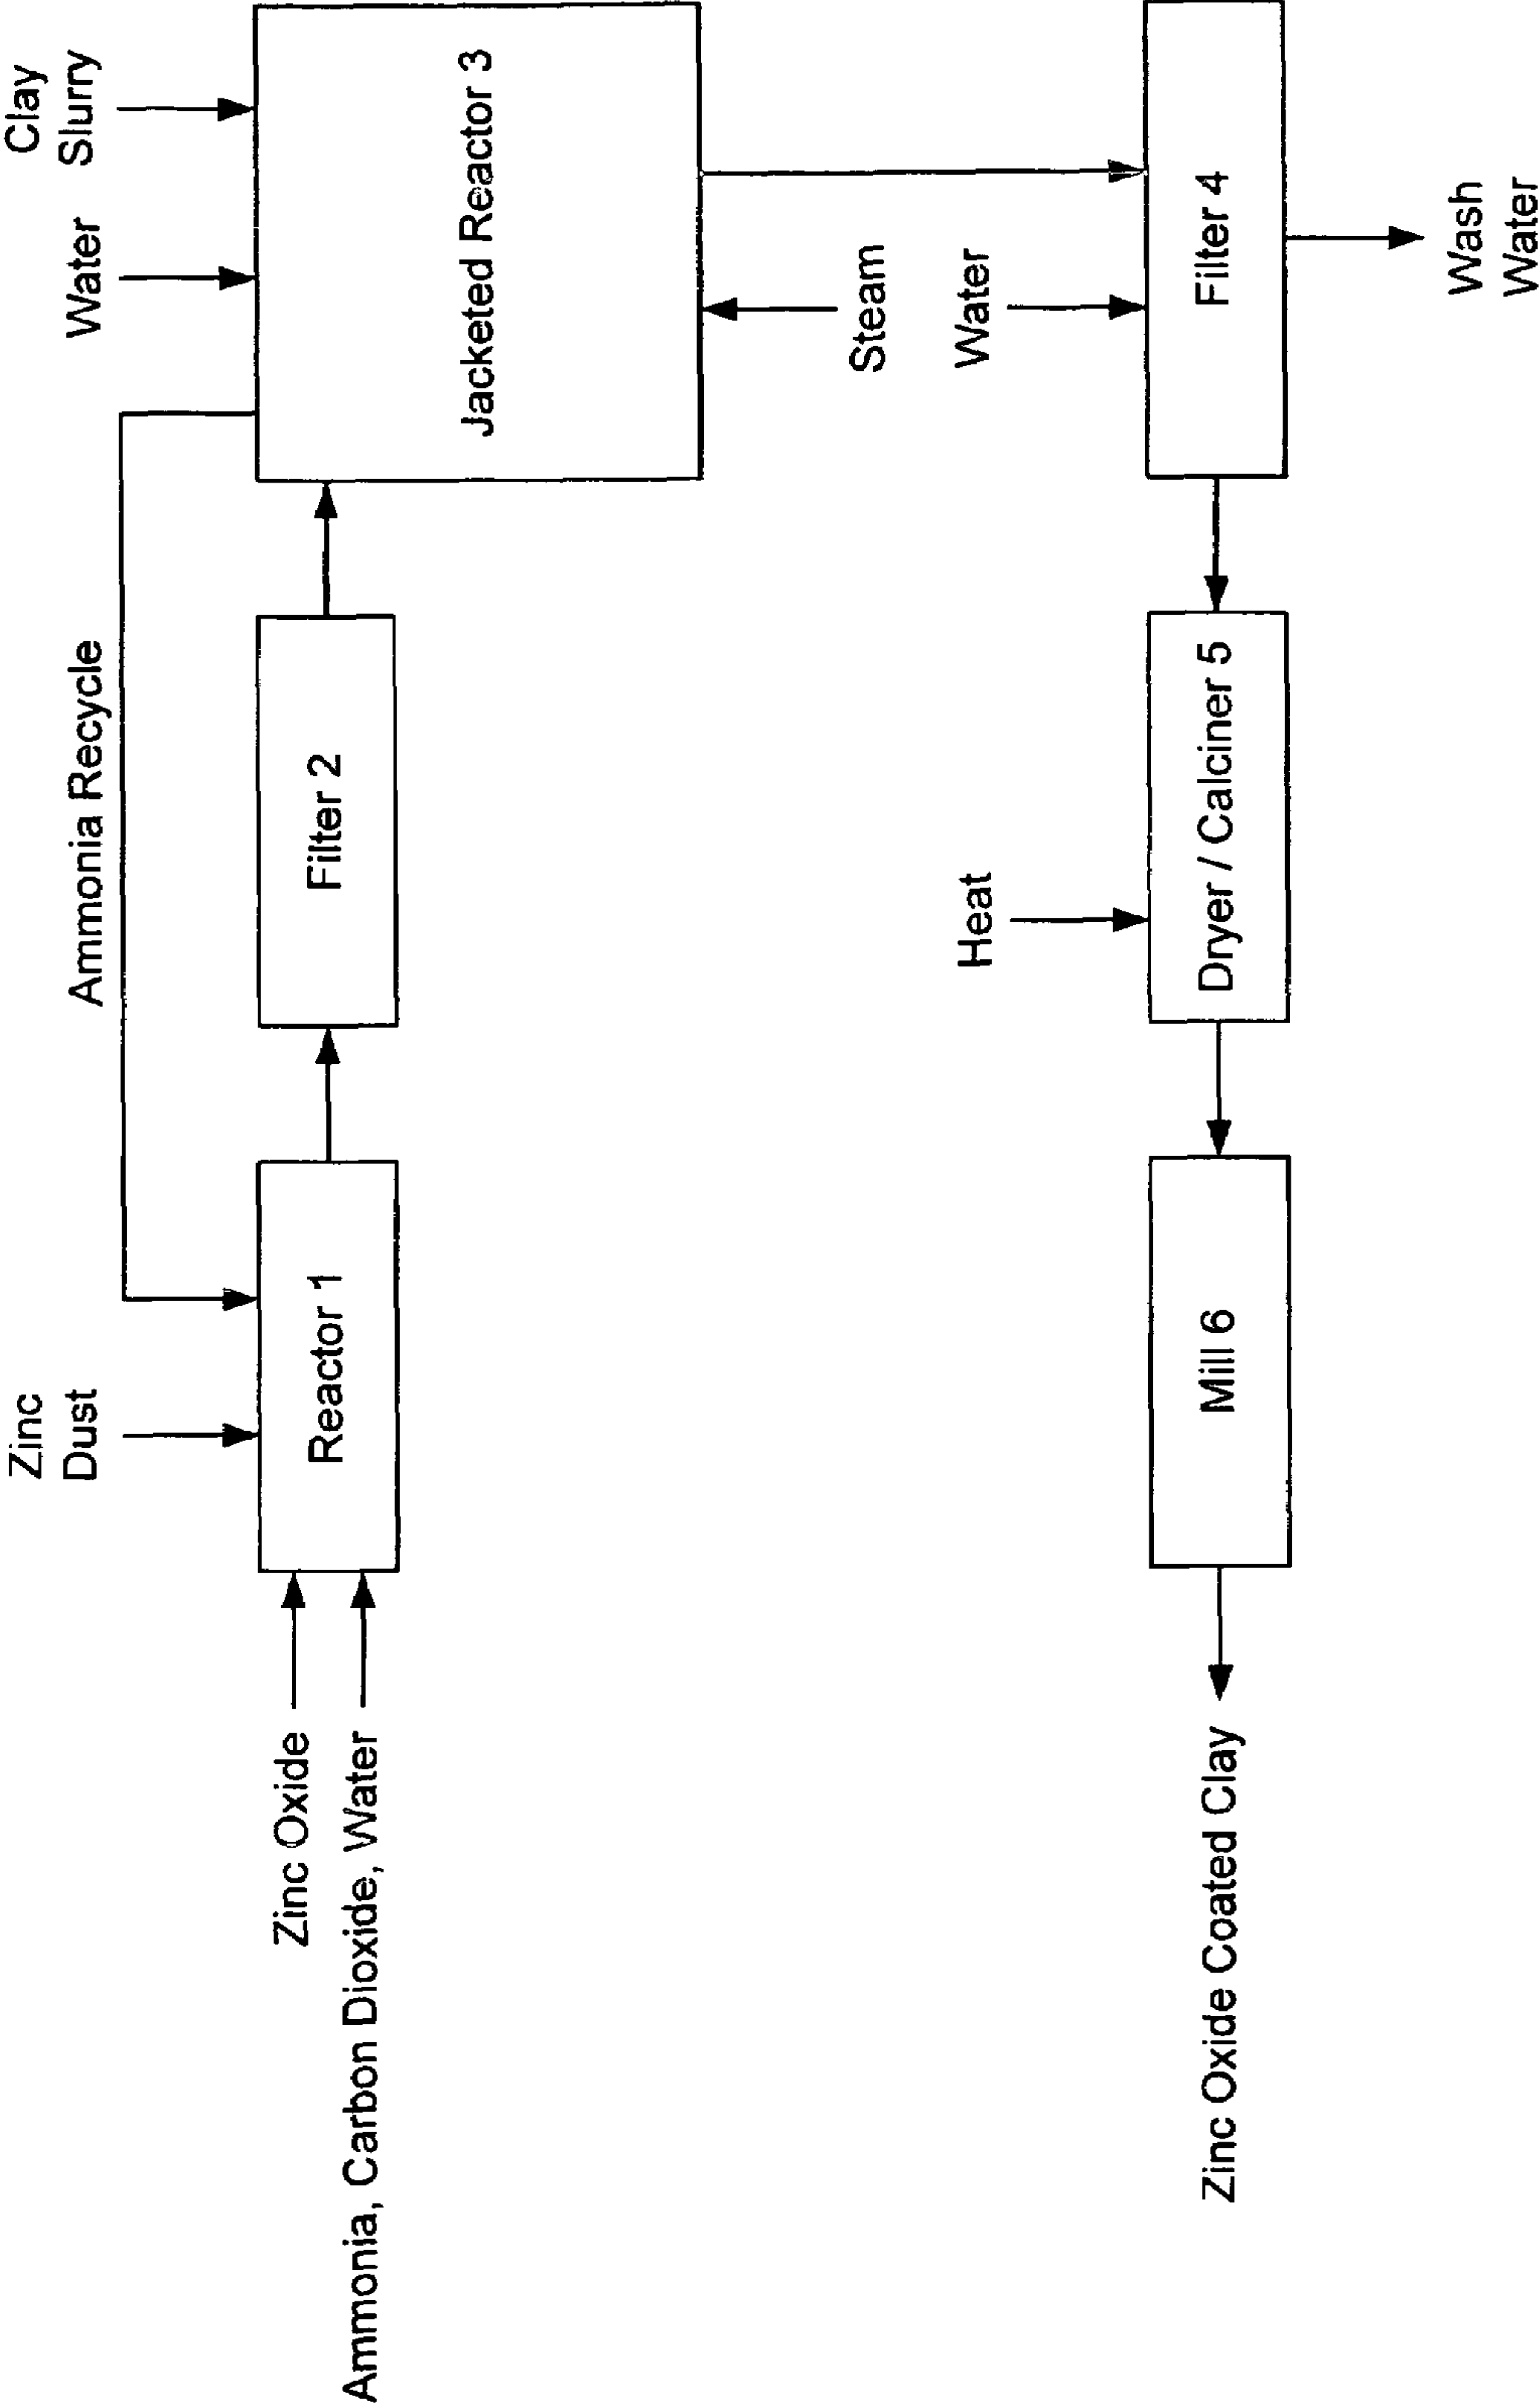 Zinc
Dust
Ammonia Recycle
Water
Clay
Slurry
Zinc Oxide
Ammonia, Carbon Dioxide, Water
Reactor 1
Filter 2
Jacketed Reactor 3
Steam
Heat
Water
Zinc Oxide Coated Clay
Mill 6
Dryer / Calciner 5
Filter 4
Wash
Water